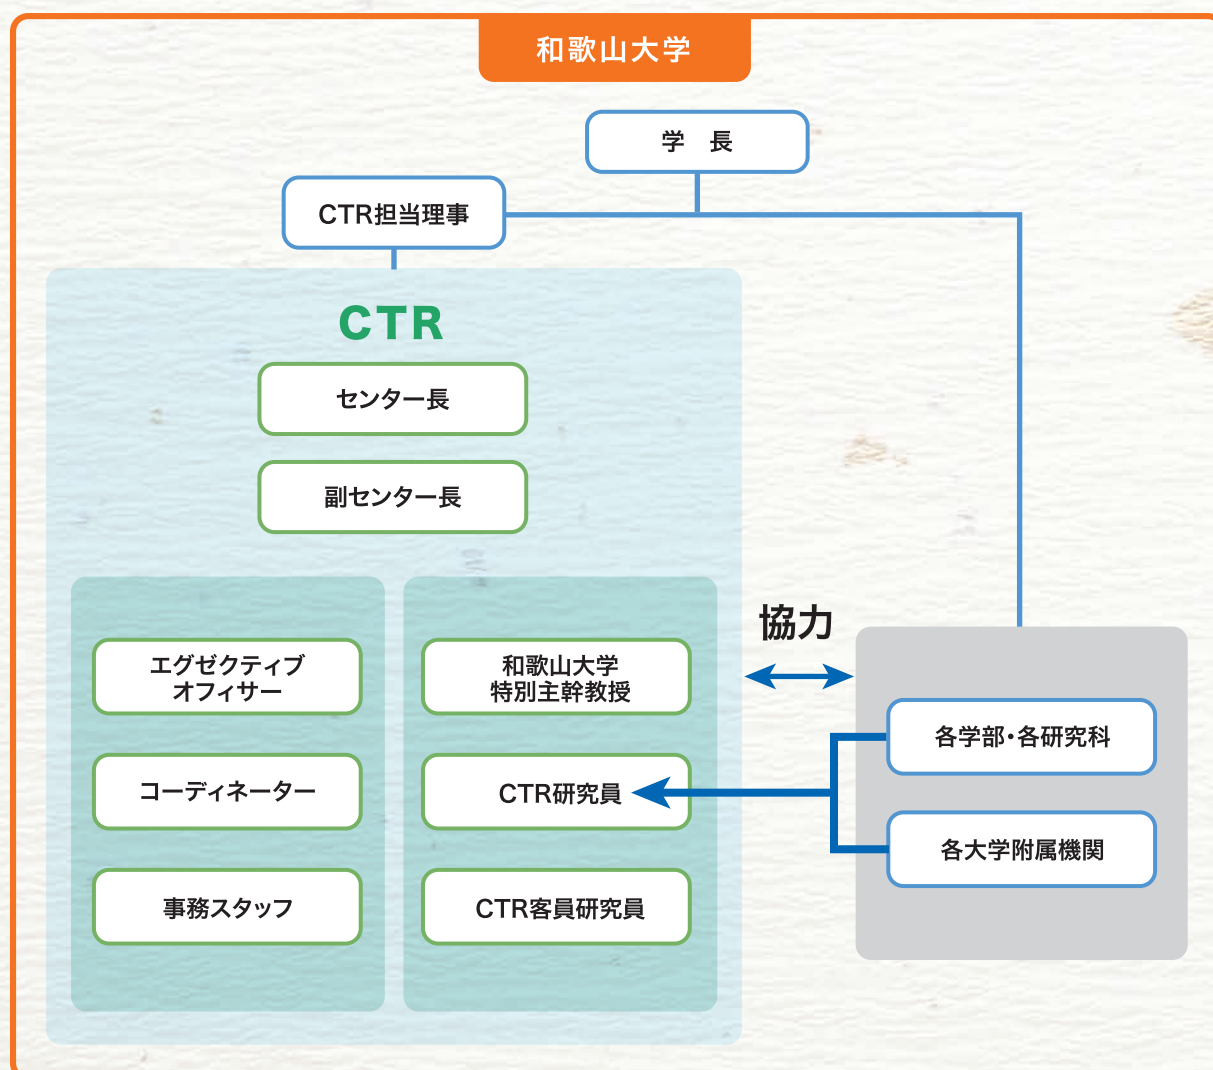 和歌山大学
学　長
CTR担当理事
CTR
センター長
副センター長
エグゼクティブ
オフィサー
コーディネーター
事務スタッフ
和歌山大学
特別主幹教授
CTR研究員
CTR客員研究員
協力
各学部・各研究科
各大学附属機関